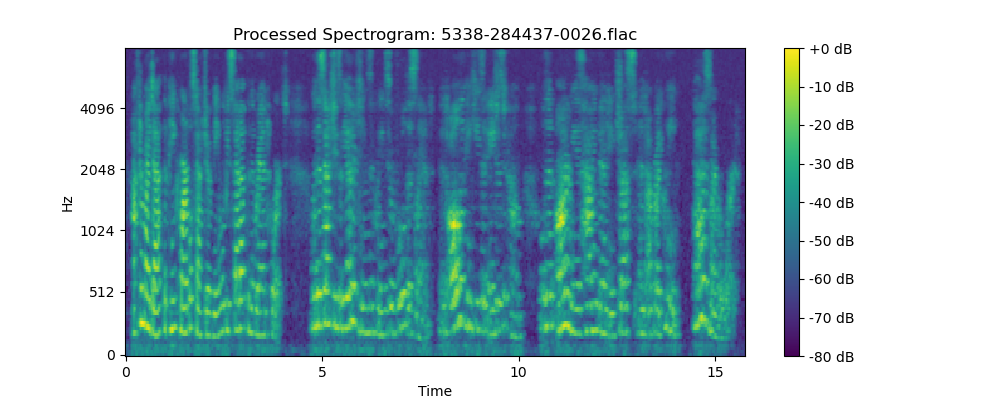 Processed Spectrogram: 5338-284437-0026.flac
Hz
4096
2048
1024
512
0
0 5 10 15
Time
+0 dB
-10 dB
-20 dB
-30 dB
-40 dB
-50 dB
-60 dB
-70 dB
-80 dB